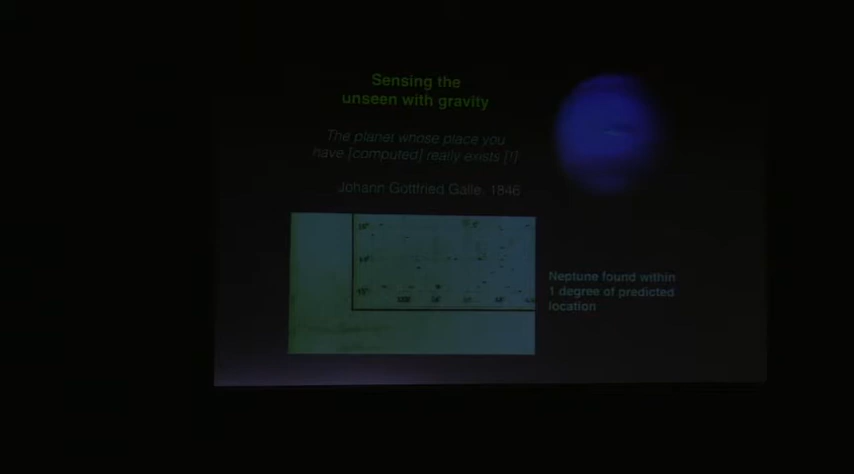 Sensing the
unseen with gravity
The planet whose place you
have [computed] really exists [!]
Johann Gottfried Galle, 1846
Neptune found within
1 degree of predicted
location